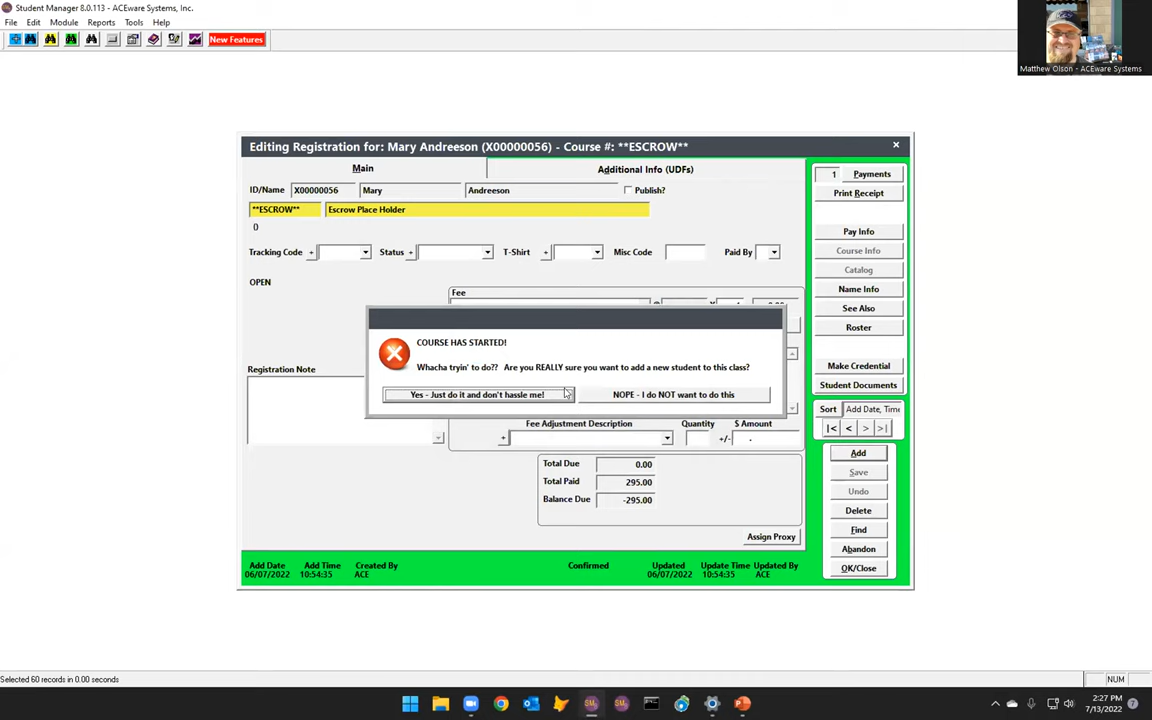 Student Manager 8.0.113 - ACEware Systems, Inc.
File Edit Module Reports Tools Help
New Features
Matthew Olson - ACEware Systems
Editing Registration for: Mary Andreeson (X00000056) - Course #: **ESCROW**
Main
Additional Info (UDFs)
1 Payments
ID/Name X00000056 Mary Andreeson Publish?
Print Receipt
**ESCROW** Escrow Place Holder
0
Pay Info
Tracking Code + Status + T-Shirt + Misc Code Paid By
Course Info
Catalog
OPEN
Name Info
Fee
See Also
COURSE HAS STARTED!
Roster
Whacha tryin' to do?? Are you REALLY sure you want to add a new student to this class?
Registration Note
Make Credential
Yes - Just do it and don't hassle me!
NOPE - I do NOT want to do this
Student Documents
Sort Add Date, Time
Fee Adjustment Description Quantity $ Amount
|< < > >|
+ +/- .
Add
Total Due 0.00
Save
Total Paid 295.00
Undo
Balance Due -295.00
Delete
Find
Assign Proxy
Abandon
OK/Close
Add Date Add Time Created By Confirmed Updated Update Time Updated By
06/07/2022 10:54:35 ACE 06/07/2022 10:54:35 ACE
Selected 60 records in 0.00 seconds
NUM
2:27 PM
7/13/2022